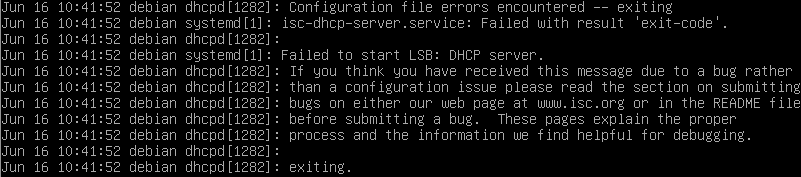 Jun 16 10:41:52 debian dhcpd[1282]: Configuration file errors encountered -- exiting
Jun 16 10:41:52 debian systemd[1]: isc-dhcp-server.service: Failed with result 'exit-code'.
Jun 16 10:41:52 debian dhcpd[1282]:
Jun 16 10:41:52 debian systemd[1]: Failed to start LSB: DHCP server.
Jun 16 10:41:52 debian dhcpd[1282]: If you think you have received this message due to a bug rather
Jun 16 10:41:52 debian dhcpd[1282]: than a configuration issue please read the section on submitting
Jun 16 10:41:52 debian dhcpd[1282]: bugs on either our web page at www.isc.org or in the README file
Jun 16 10:41:52 debian dhcpd[1282]: before submitting a bug.  These pages explain the proper
Jun 16 10:41:52 debian dhcpd[1282]: process and the information we find helpful for debugging.
Jun 16 10:41:52 debian dhcpd[1282]:
Jun 16 10:41:52 debian dhcpd[1282]: exiting.